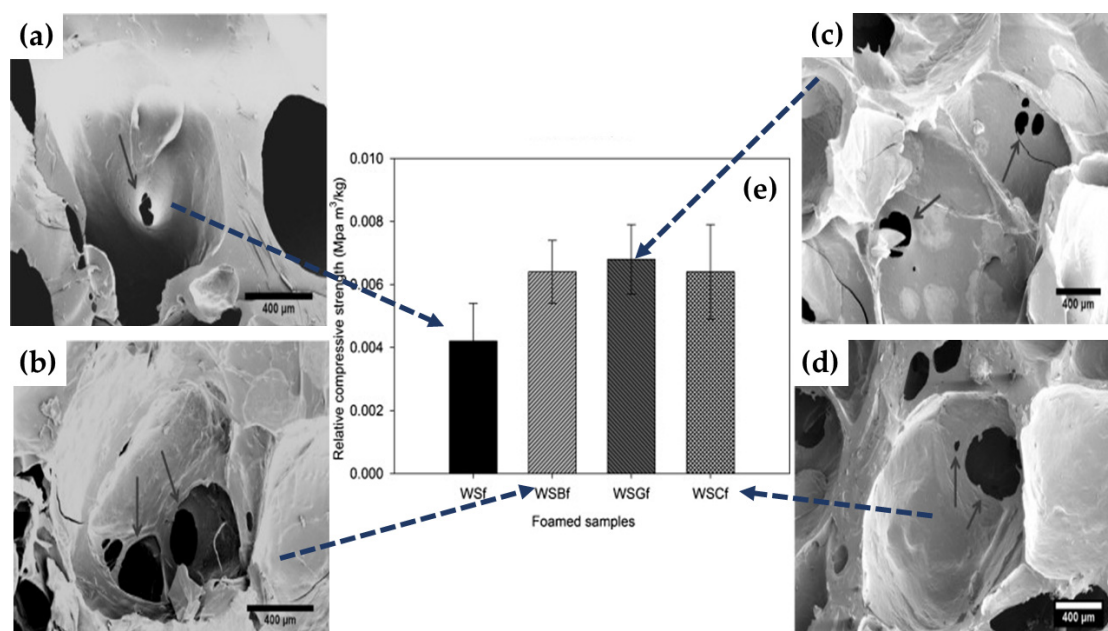 (a)
400 µm
(b)
400 µm
(c)
400 µm
(d)
400 µm
(e)
Relative compressive strength (Mpa m³/kg)
0.010
0.008
0.006
0.004
0.002
0.000
WSf
WSBf
WSGf
WSCf
Foamed samples